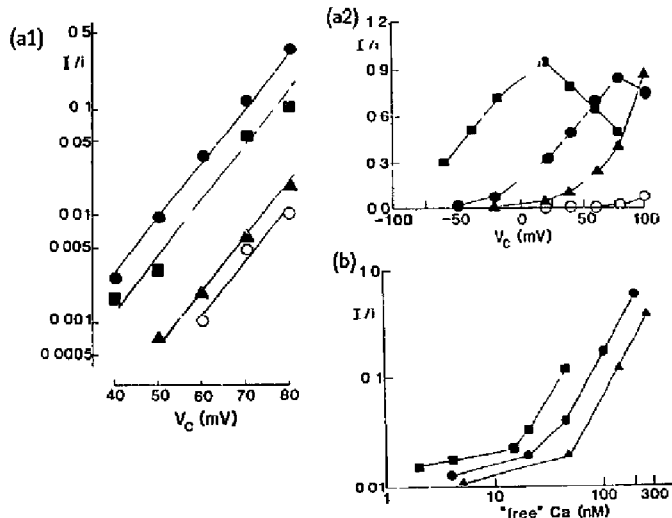 (a1)
I/i
0 5
0 1
0 05
0 01
0 005
0 001
0 0005
40 50 60 70 80
V_C (mV)
(a2)
I/i
1.2
0.9
0.6
0.3
0.0
-100 -50 0 50 100
V_C (mV)
(b)
I/i
1 0
0 1
0 01
1 10 100 300
"free" Ca (nM)